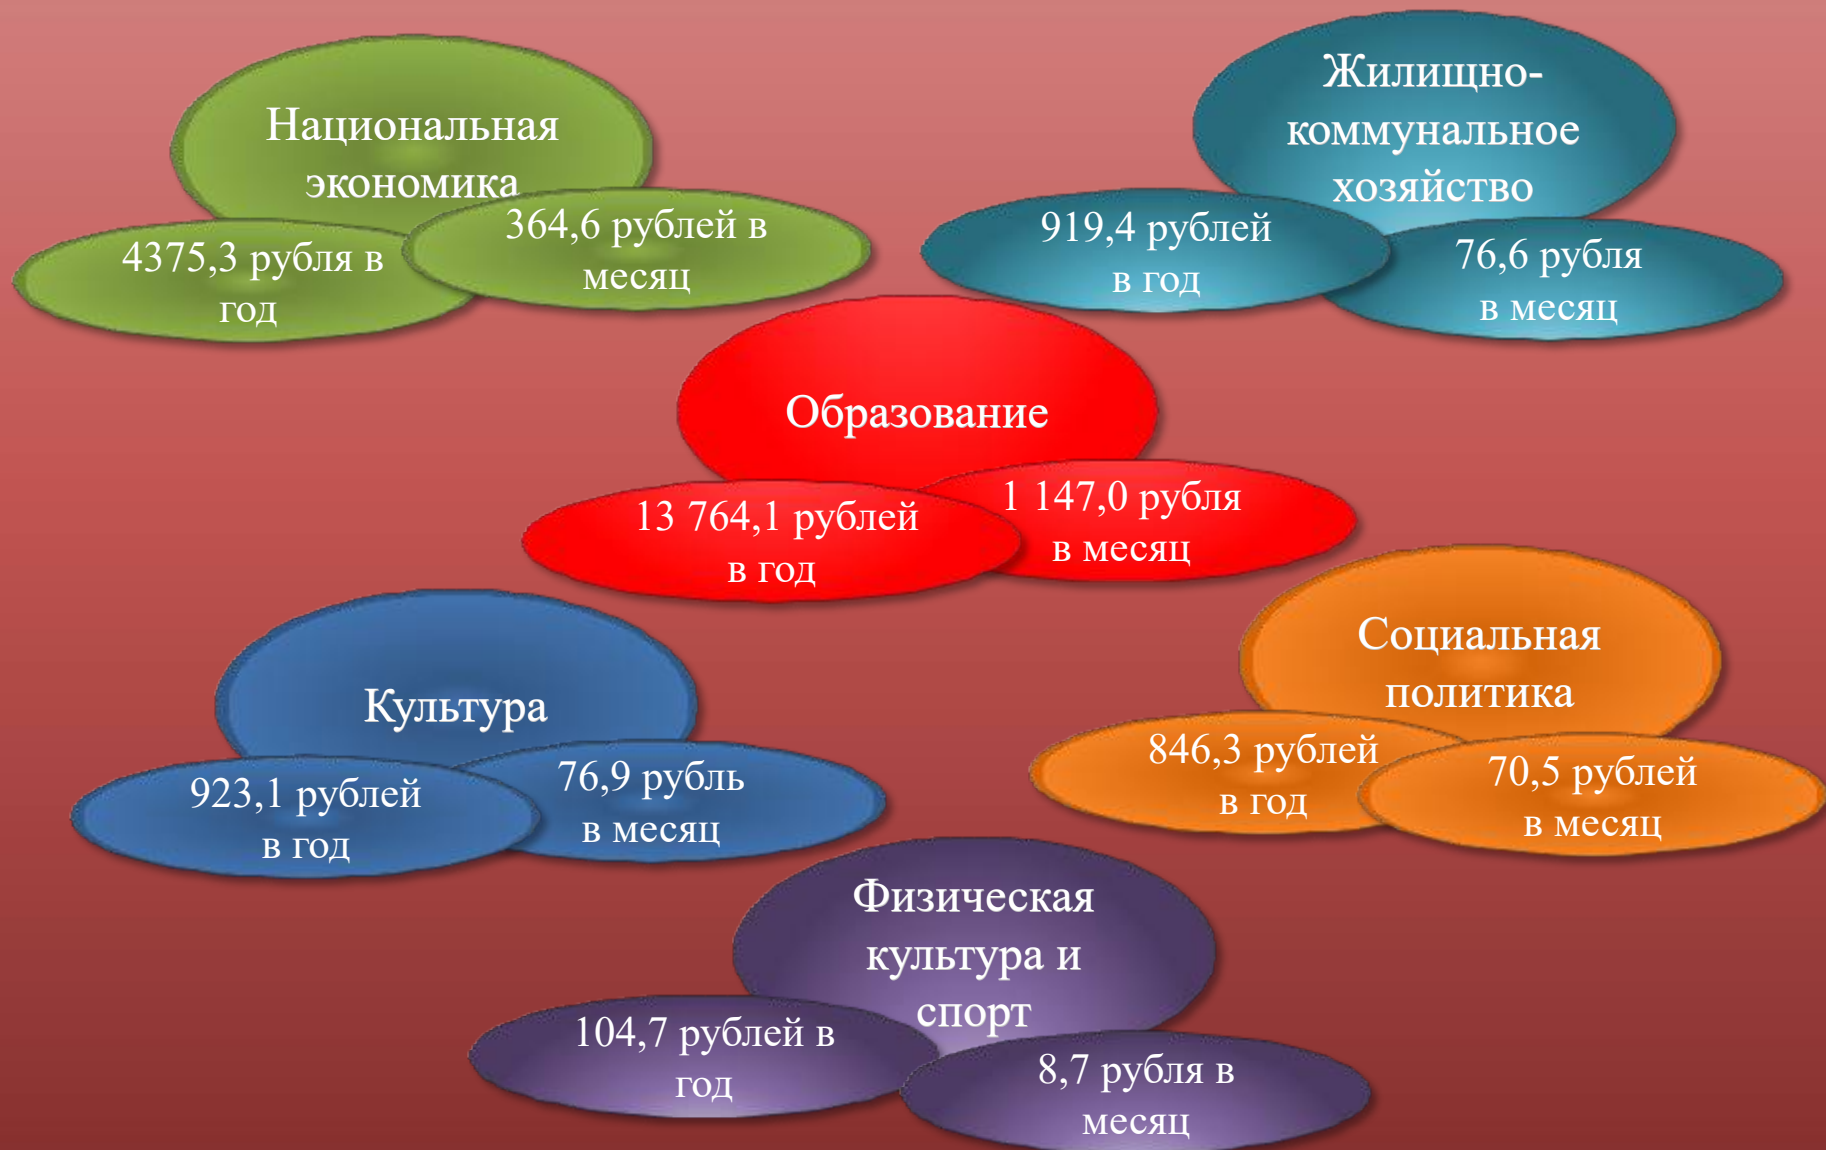 Национальная
экономика
4375,3 рубля в
год
364,6 рублей в
месяц
Жилищно-
коммунальное
хозяйство
919,4 рублей
в год
76,6 рубля
в месяц
Образование
13 764,1 рублей
в год
1 147,0 рубля
в месяц
Культура
923,1 рублей
в год
76,9 рубль
в месяц
Социальная
политика
846,3 рублей
в год
70,5 рублей
в месяц
Физическая
культура и
спорт
104,7 рублей в
год
8,7 рубля в
месяц